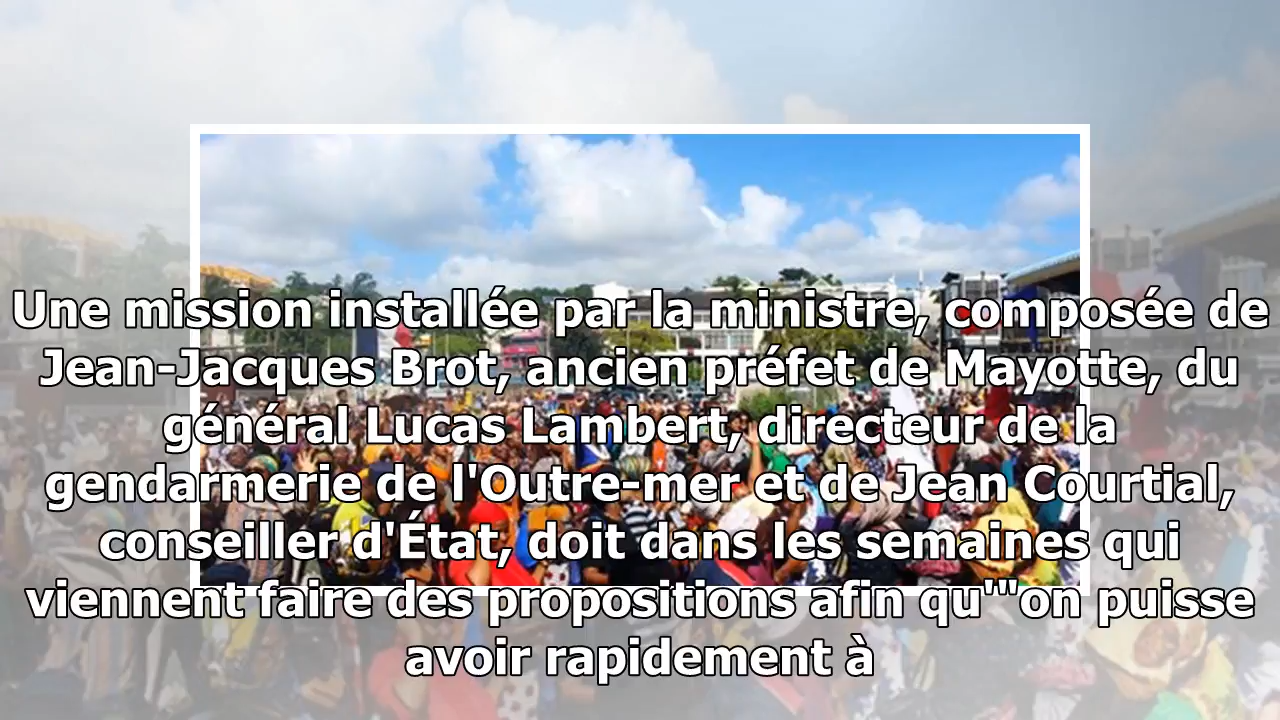 Une mission installée par la ministre, composée de
Jean-Jacques Brot, ancien préfet de Mayotte, du
général Lucas Lambert, directeur de la
gendarmerie de l'Outre-mer et de Jean Courtial,
conseiller d'État, doit dans les semaines qui
viennent faire des propositions afin qu'"on puisse
avoir rapidement à